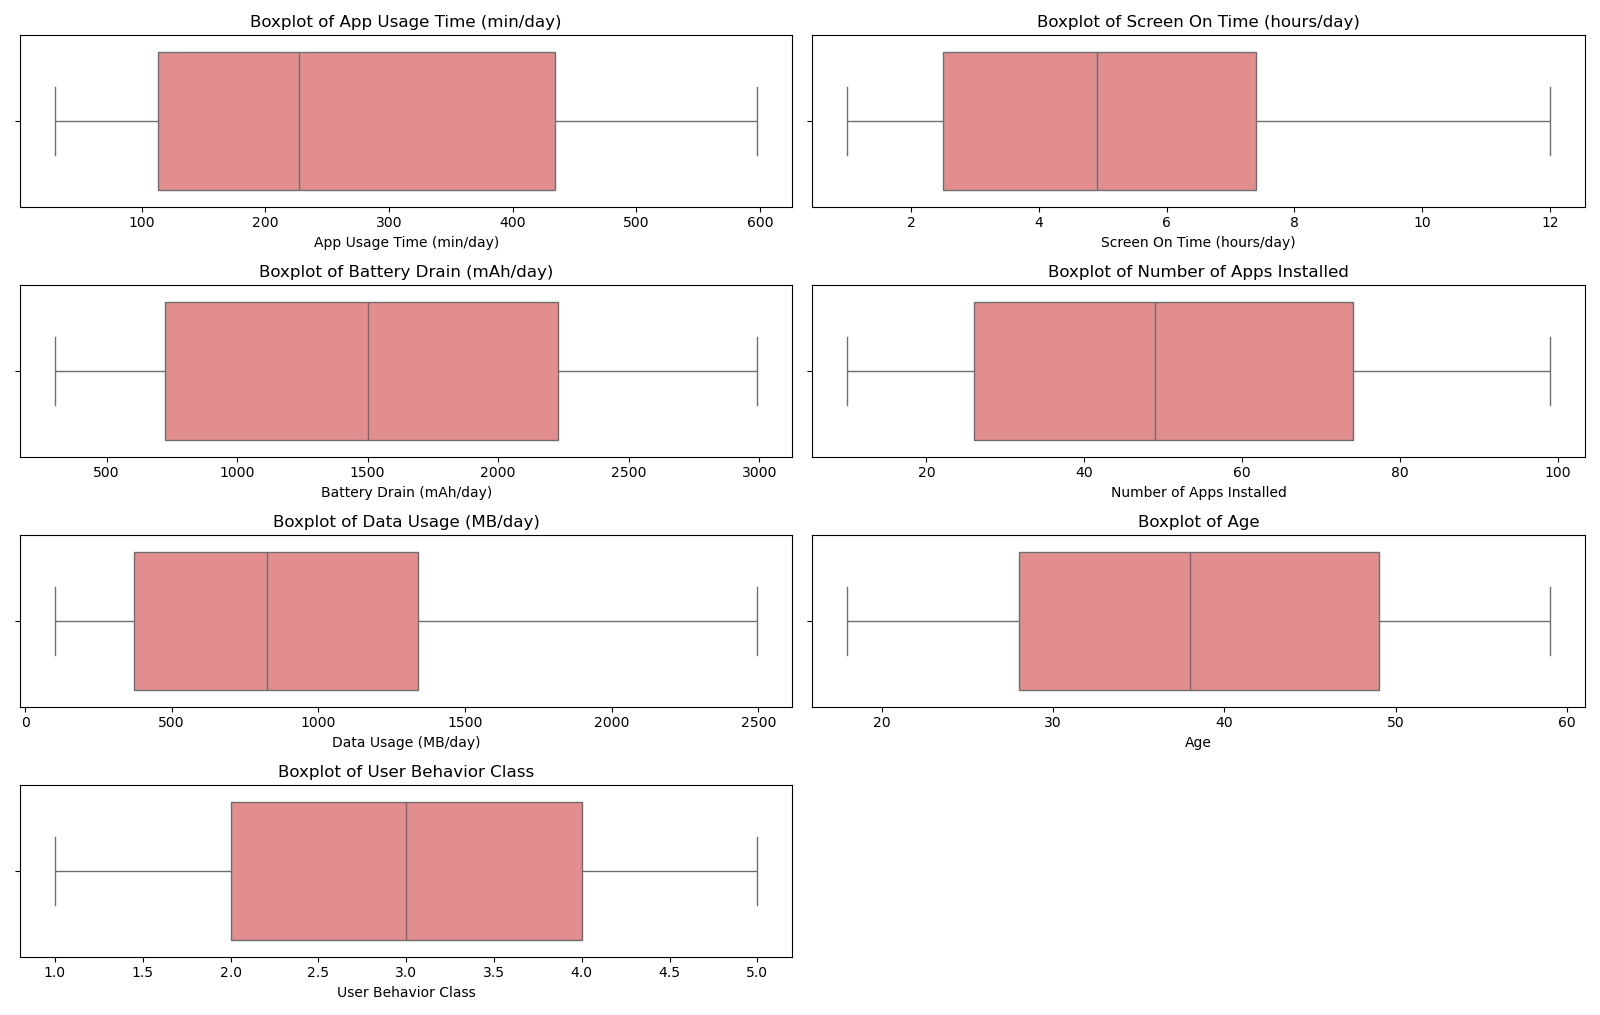 Boxplot of App Usage Time (min/day)
100 200 300 400 500 600
App Usage Time (min/day)
Boxplot of Screen On Time (hours/day)
2 4 6 8 10 12
Screen On Time (hours/day)
Boxplot of Battery Drain (mAh/day)
500 1000 1500 2000 2500 3000
Battery Drain (mAh/day)
Boxplot of Number of Apps Installed
20 40 60 80 100
Number of Apps Installed
Boxplot of Data Usage (MB/day)
0 500 1000 1500 2000 2500
Data Usage (MB/day)
Boxplot of Age
20 30 40 50 60
Age
Boxplot of User Behavior Class
1.0 1.5 2.0 2.5 3.0 3.5 4.0 4.5 5.0
User Behavior Class